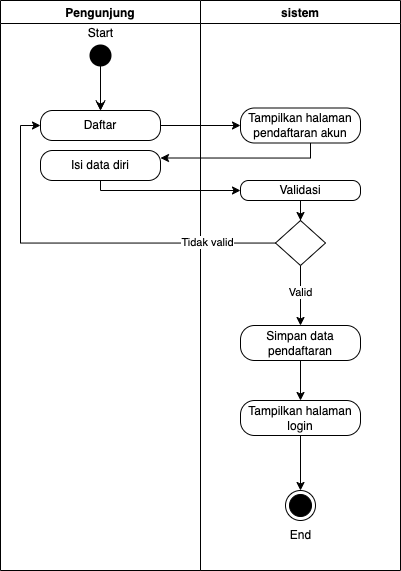 Pengunjung
sistem
Start
Daftar
Tampilkan halaman
pendaftaran akun
Isi data diri
Validasi
Tidak valid
Valid
Simpan data
pendaftaran
Tampilkan halaman
login
End